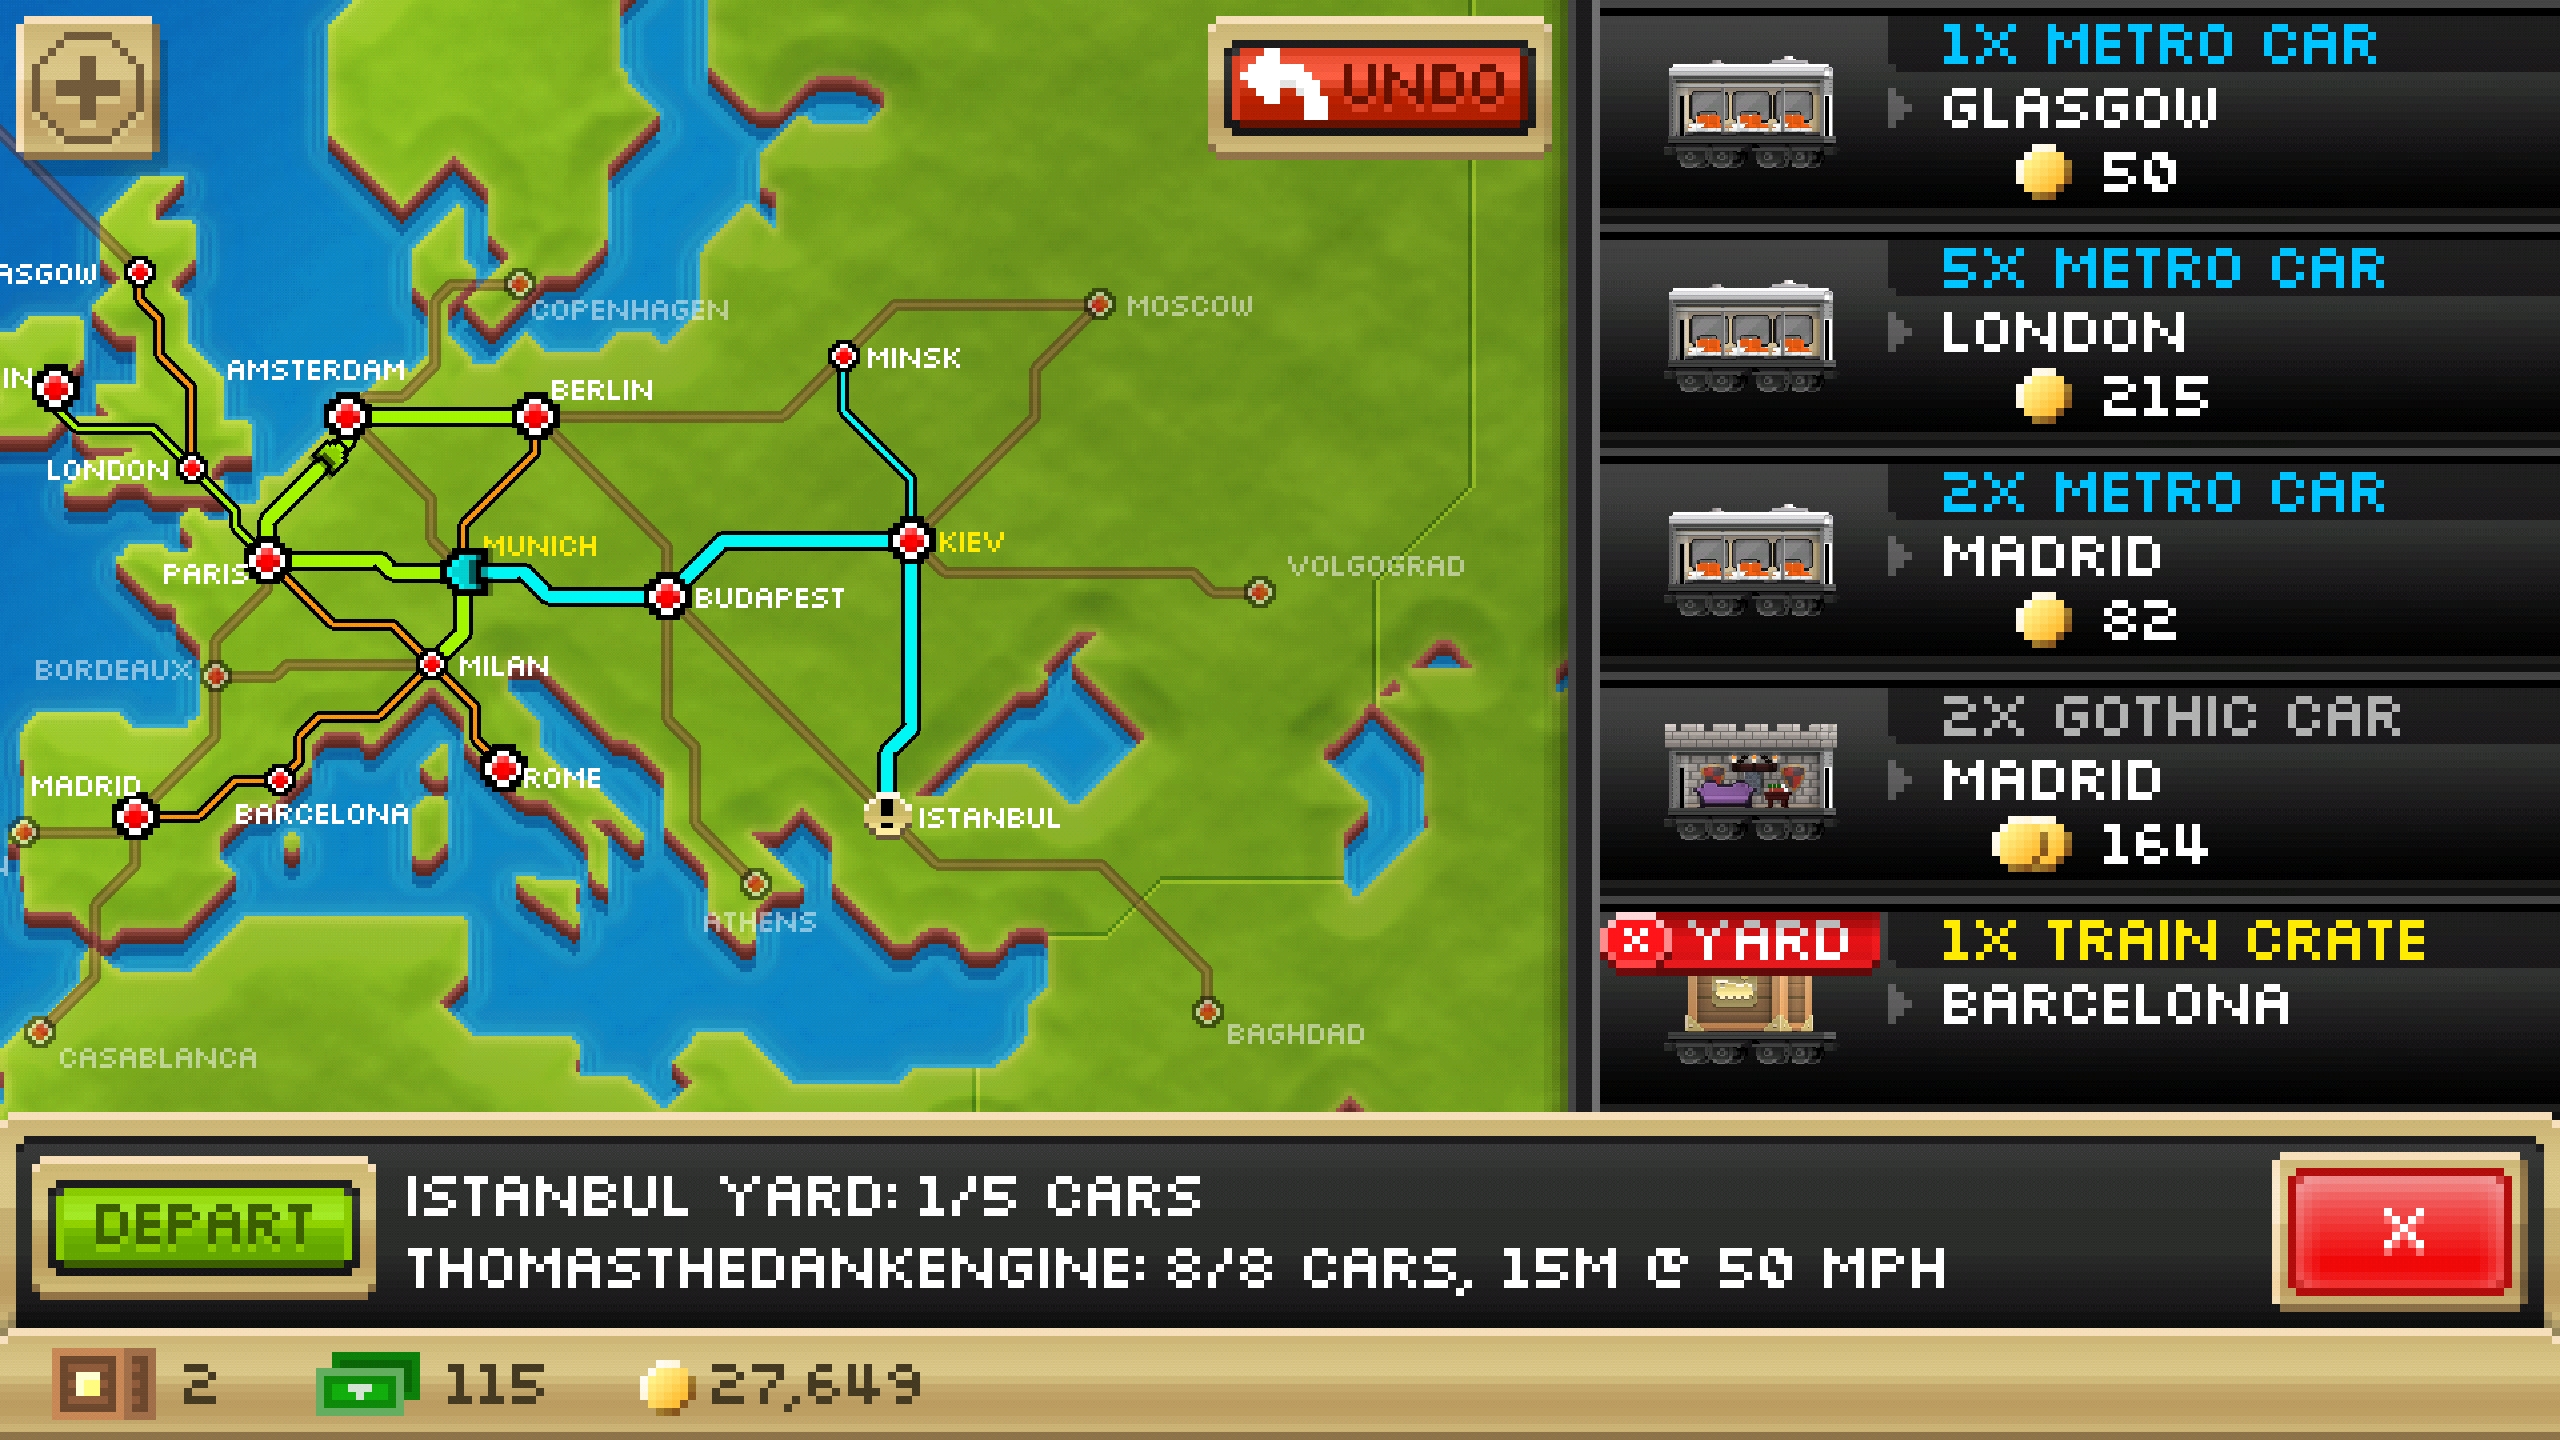 UNDO
ASGOW
COPENHAGEN
MOSCOW
AMSTERDAM
MINSK
IN
BERLIN
LONDON
MUNICH
KIEV
VOLGOGRAD
PARIS
BUDAPEST
BORDEAUX
MILAN
MADRID
ROME
BARCELONA
ISTANBUL
ATHENS
BAGHDAD
CASABLANCA
1X METRO CAR
GLASGOW
50
5X METRO CAR
LONDON
215
2X METRO CAR
MADRID
82
2X GOTHIC CAR
MADRID
164
YARD
1X TRAIN CRATE
BARCELONA
DEPART
ISTANBUL YARD: 1/5 CARS
THOMASTHEDANKENGINE: 8/8 CARS, 15M @ 50 MPH
X
2
115
27,649